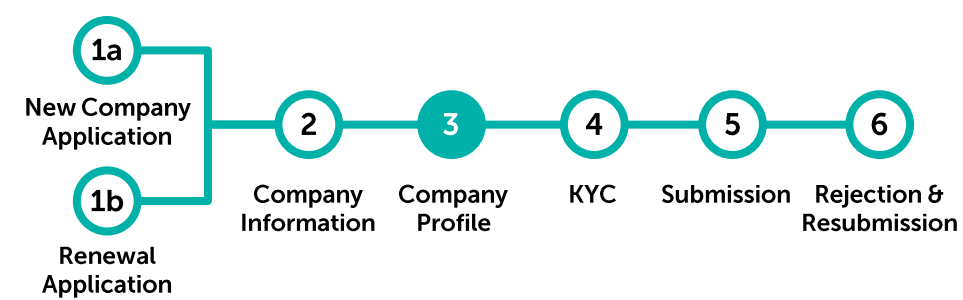 1a
New Company
Application
1b
Renewal
Application
2
Company
Information
3
Company
Profile
4
KYC
5
Submission
6
Rejection &
Resubmission